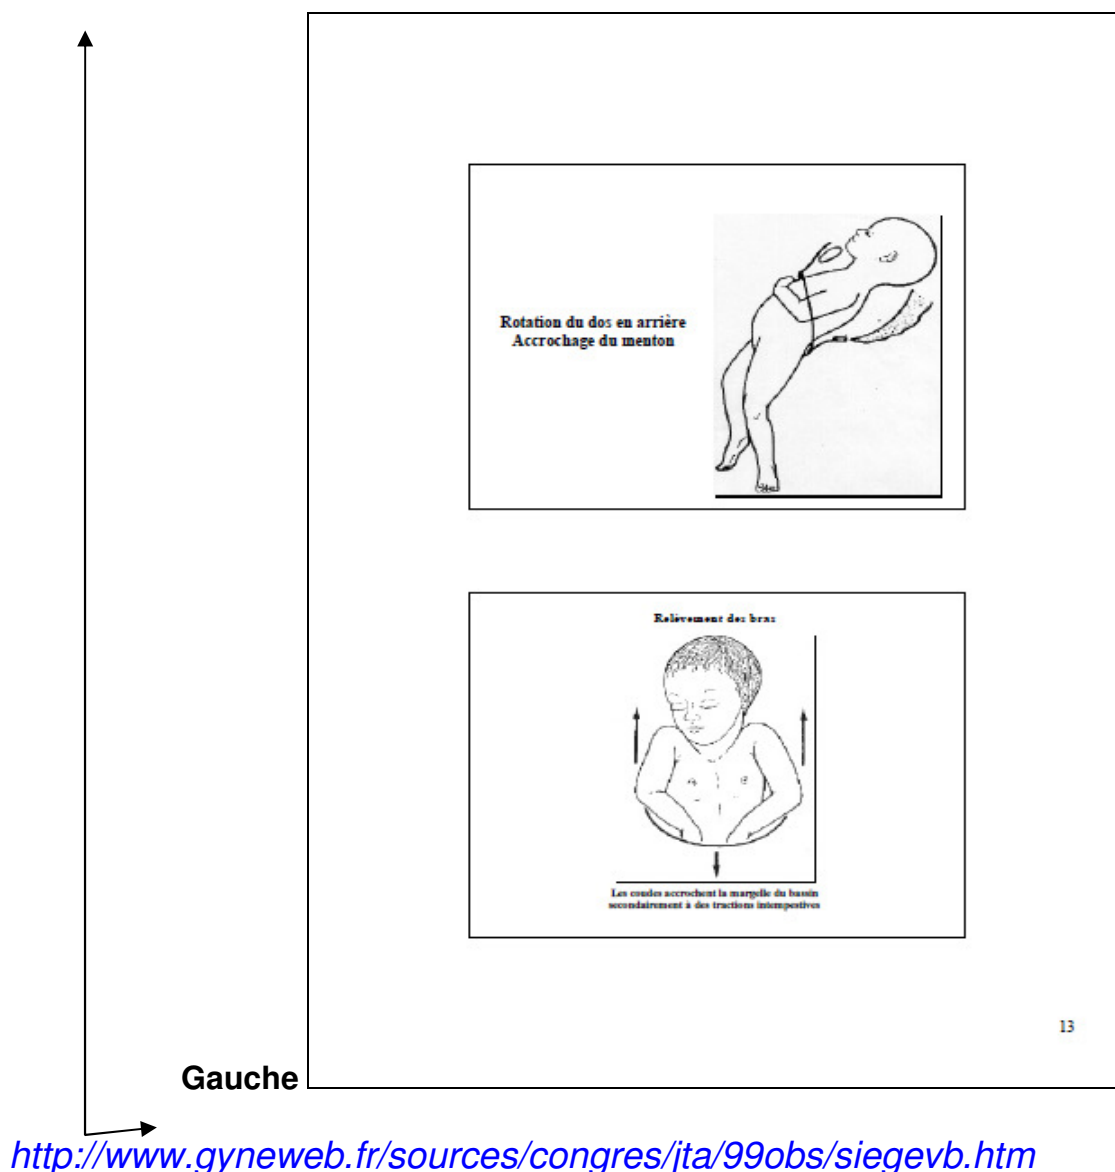 Rotation du dos en arrière
Accrochage du menton
Relèvement des bras
Les coudes accrochent la margelle du bassin
secondairement à des tractions intempestives
13
Gauche
http://www.gyneweb.fr/sources/congres/jta/99obs/siegevb.htm